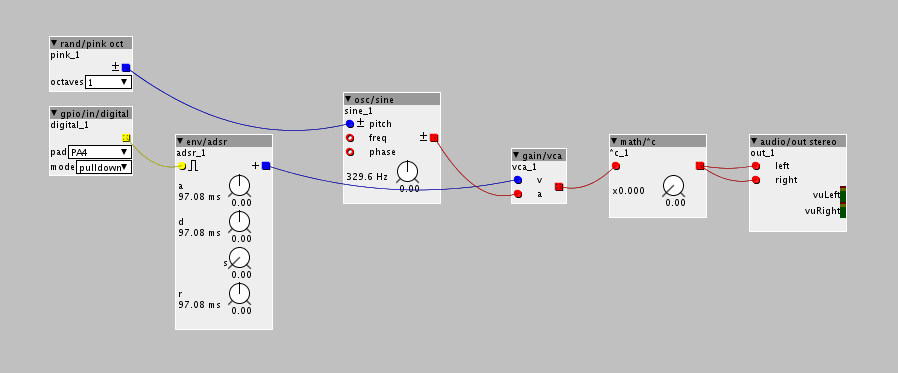 rand/pink oct
pink_1
±
octaves 1
gpio/in/digital
digital_1
pad PA4
mode pulldown
env/adsr
adsr_1
+
a
97.08 ms
0.00
d
97.08 ms
0.00
s
0.00
r
97.08 ms
0.00
osc/sine
sine_1
± pitch
freq ±
phase
329.6 Hz
0.00
gain/vca
vca_1
v
a
math/*c
*c_1
x0.000
0.00
audio/out stereo
out_1
left
right
vuLeft
vuRight